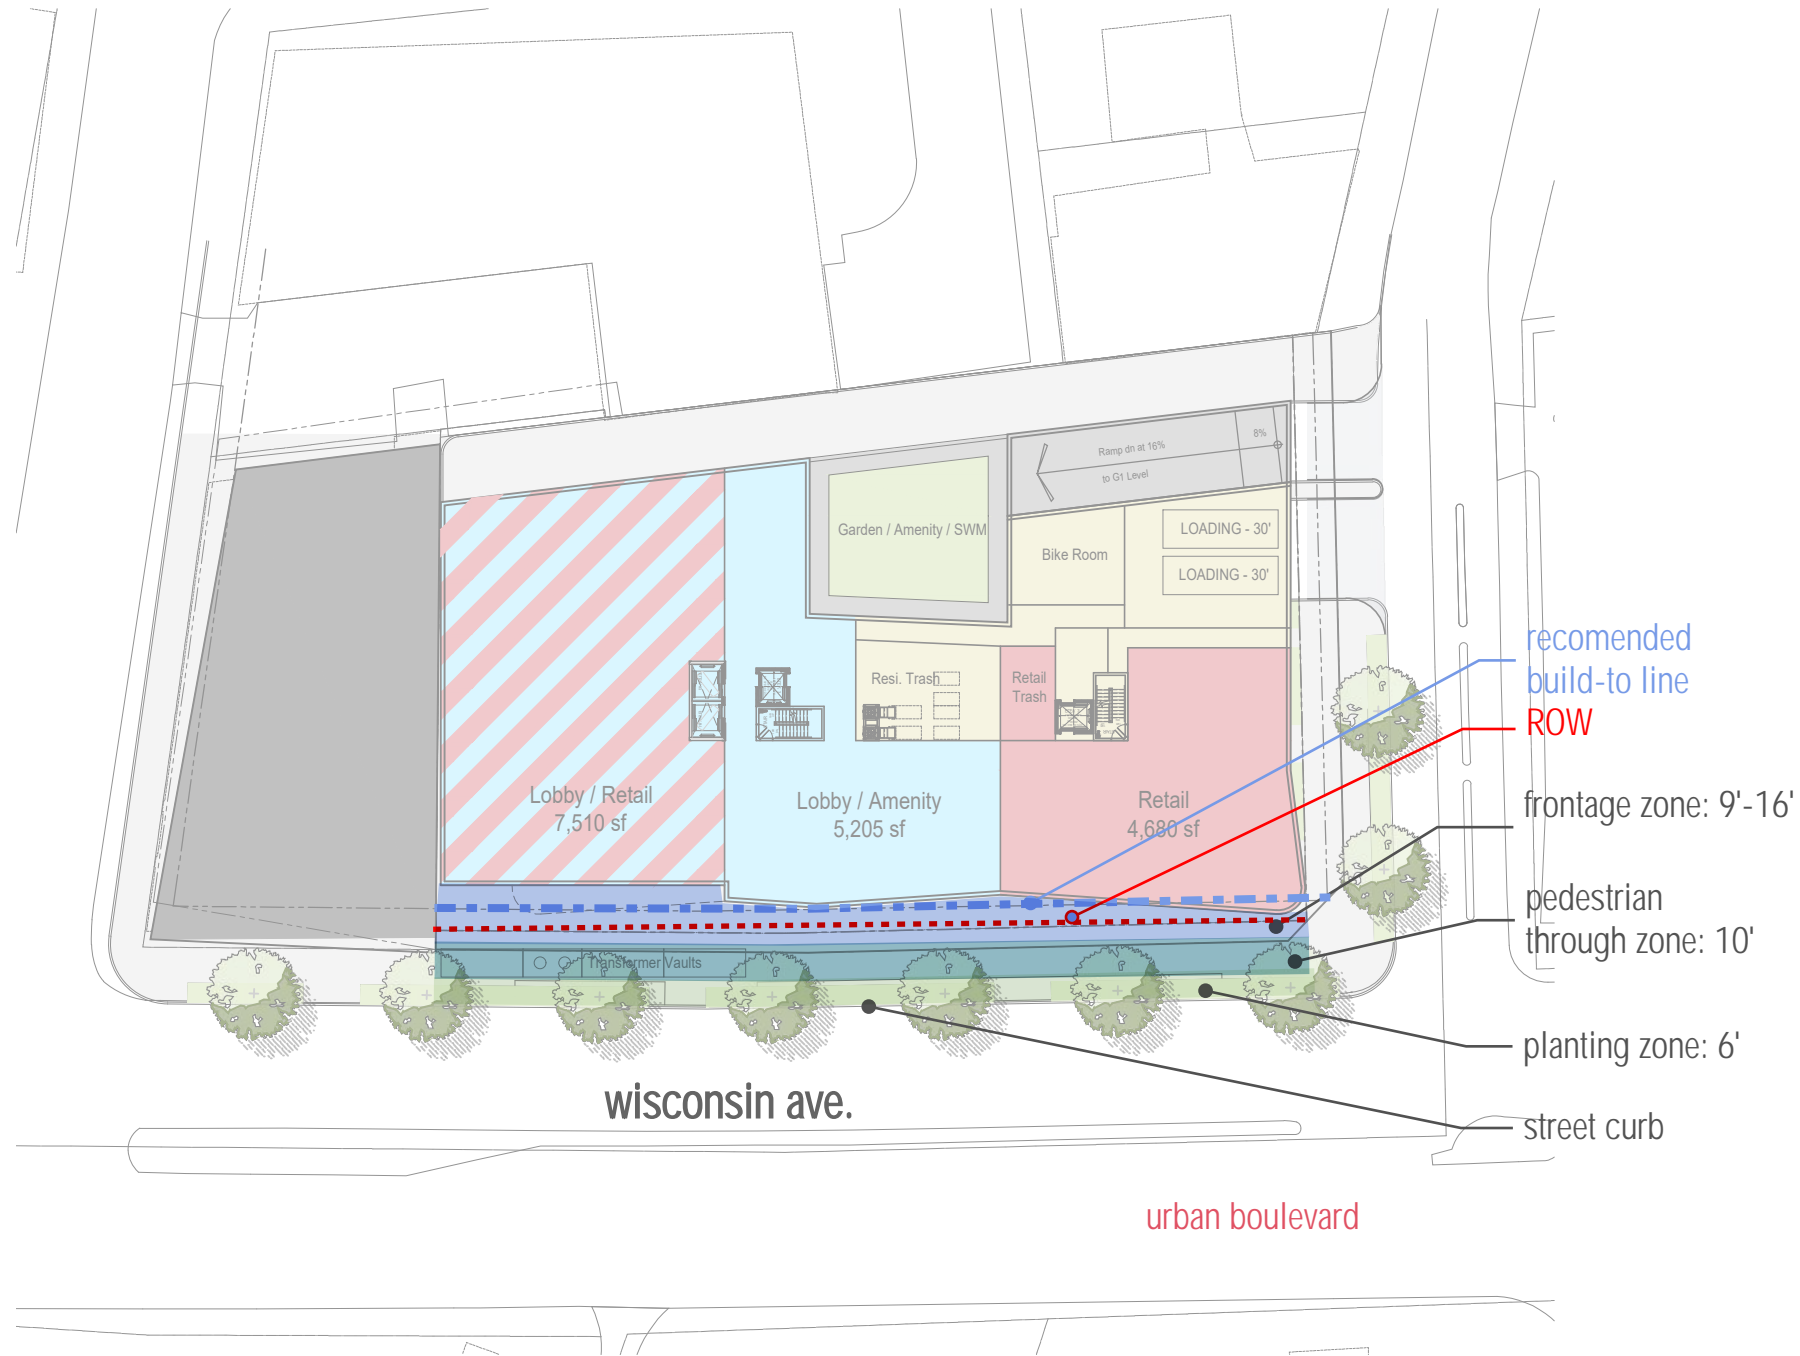 Ramp dn at 16%
8%
to G1 Level
Garden / Amenity / SWM
Bike Room
LOADING - 30'
LOADING - 30'
Resi. Trash
Retail
Trash
Lobby / Retail
7,510 sf
Lobby / Amenity
5,205 sf
Retail
4,680 sf
Transformer Vaults
recomended
build-to line
ROW
frontage zone: 9'-16'
pedestrian
through zone: 10'
planting zone: 6'
street curb
wisconsin ave.
urban boulevard